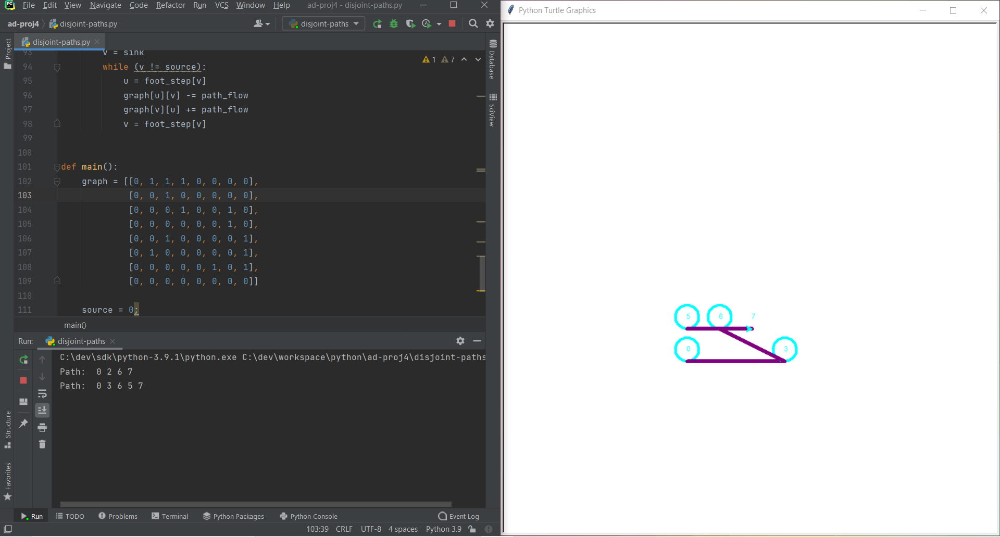 PC File Edit View Navigate Code Refactor Run VCS Window Help ad-proj4 - disjoint-paths.py
ad-proj4 disjoint-paths.py disjoint-paths
Project
disjoint-paths.py
1 7
93 v = sink
94 while (v != source):
95 u = foot_step[v]
96 graph[u][v] -= path_flow
97 graph[v][u] += path_flow
98 v = foot_step[v]
99
100
101 def main():
102 graph = [[0, 1, 1, 1, 0, 0, 0, 0],
103 [0, 0, 1, 0, 0, 0, 0, 0],
104 [0, 0, 0, 1, 0, 0, 1, 0],
105 [0, 0, 0, 0, 0, 0, 1, 0],
106 [0, 0, 1, 0, 0, 0, 0, 1],
107 [0, 1, 0, 0, 0, 0, 0, 1],
108 [0, 0, 0, 0, 0, 1, 0, 1],
109 [0, 0, 0, 0, 0, 0, 0, 0]]
110
111 source = 0;
main()
Database
SciView
Run: disjoint-paths
C:\dev\sdk\python-3.9.1\python.exe C:\dev\workspace\python\ad-proj4\disjoint-paths
Path: 0 2 6 7
Path: 0 3 6 5 7
Structure
Favorites
Run TODO Problems Terminal Python Packages Python Console Event Log
103:39 CRLF UTF-8 4 spaces Python 3.9
Python Turtle Graphics
5 6 7
0 3